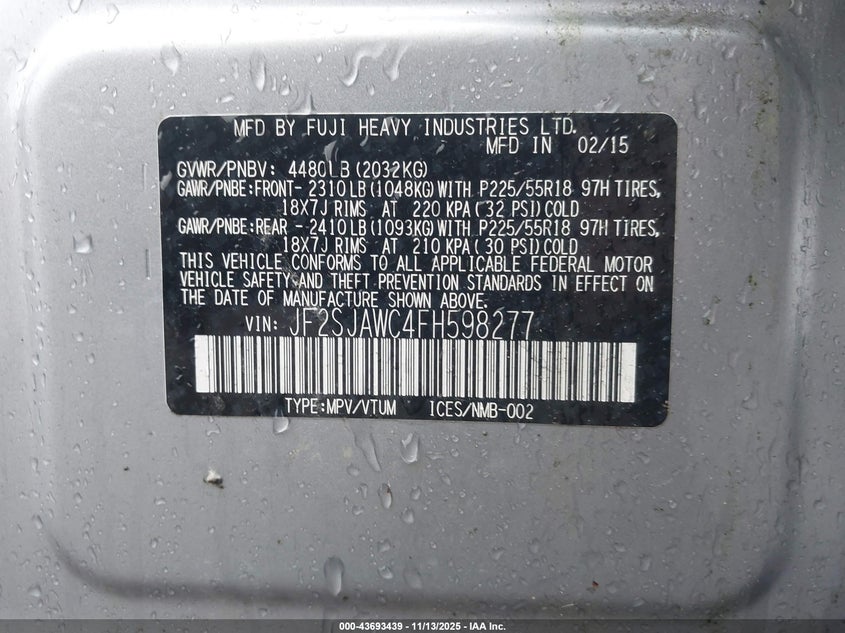 MFD BY FUJI HEAVY INDUSTRIES LTD.
MFD IN 02/15
GVWR/PNBV: 4480LB(2032KG)
GAWR/PNBE:FRONT- 2310LB(1048KG)WITH P225/55R18 97H TIRES,
18X7J RIMS AT 220 KPA(32 PSI)COLD
GAWR/PNBE:REAR - 2410LB(1093KG)WITH P225/55R18 97H TIRES,
18X7J RIMS AT 210 KPA(30 PSI)COLD
THIS VEHICLE CONFORMS TO ALL APPLICABLE FEDERAL MOTOR
VEHICLE SAFETY AND THEFT PREVENTION STANDARDS IN EFFECT ON
THE DATE OF MANUFACTURE SHOWN ABOVE.
VIN: JF2SJAWC4FH598277
TYPE:MPV/VTUM ICES/NMB-002
000-43693439 - 11/13/2025 - IAA Inc.